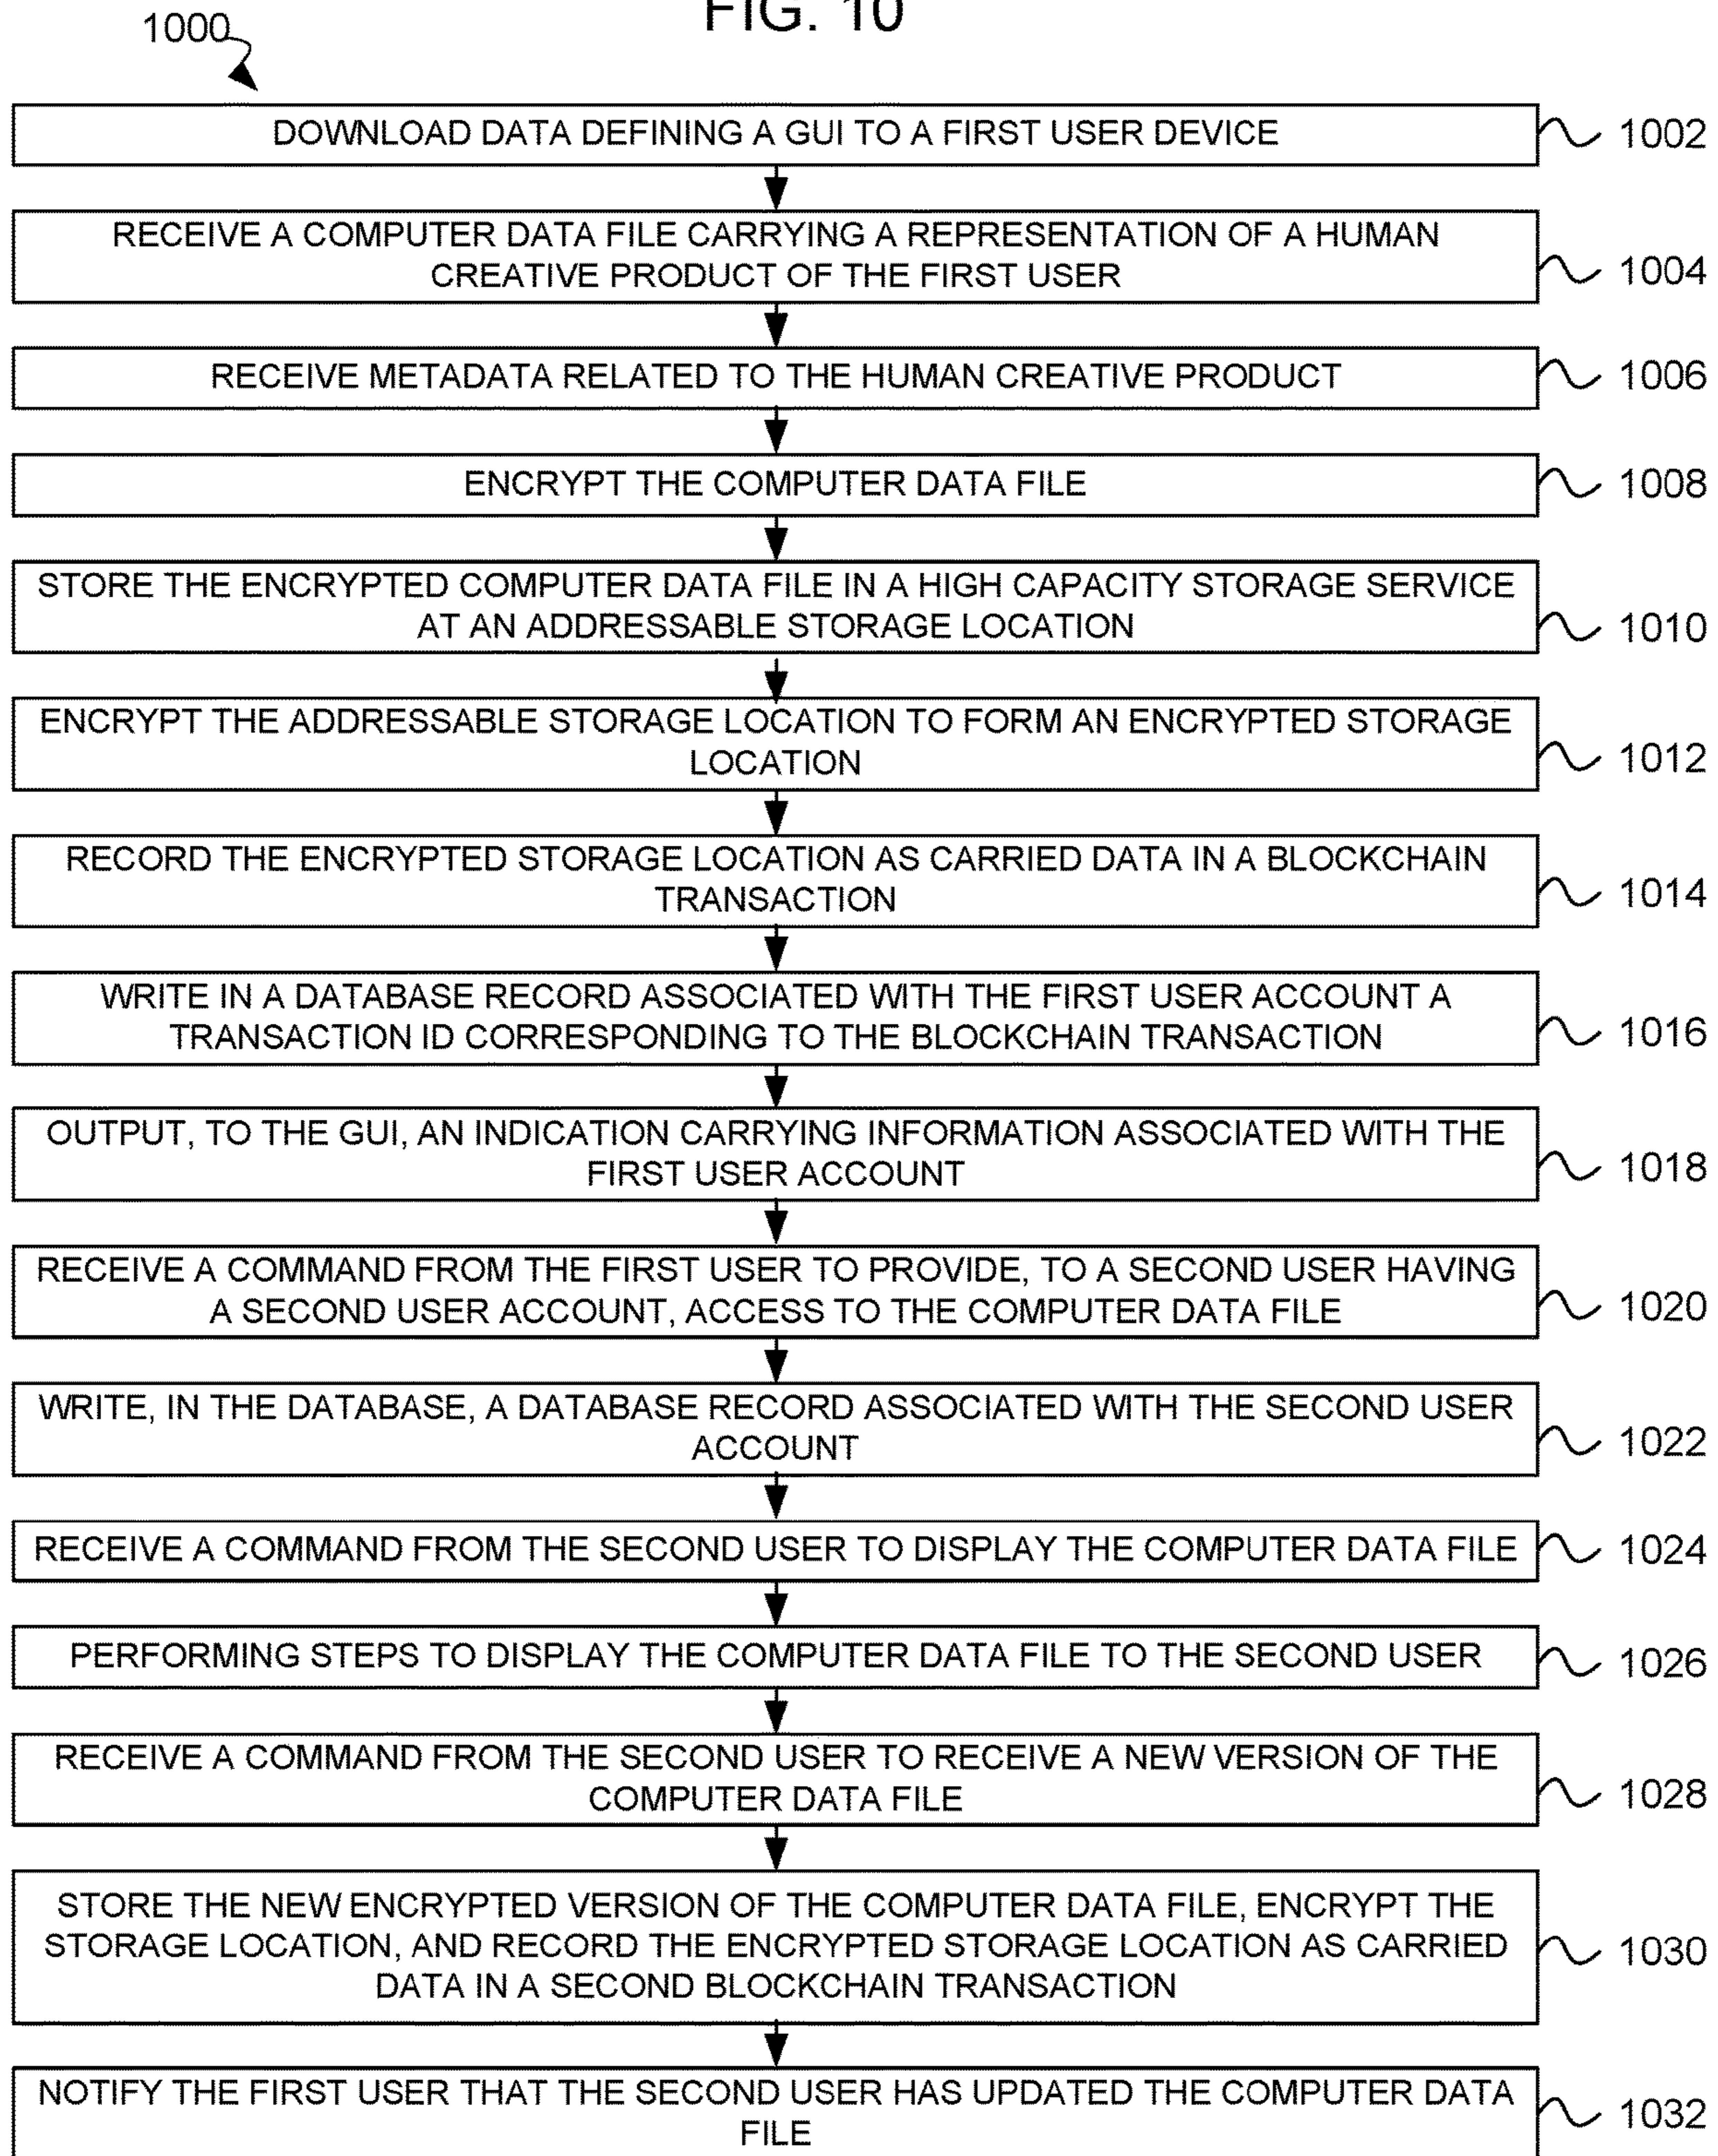 FIG. 10
1000
DOWNLOAD DATA DEFINING A GUI TO A FIRST USER DEVICE
1002
RECEIVE A COMPUTER DATA FILE CARRYING A REPRESENTATION OF A HUMAN
CREATIVE PRODUCT OF THE FIRST USER
1004
RECEIVE METADATA RELATED TO THE HUMAN CREATIVE PRODUCT
1006
ENCRYPT THE COMPUTER DATA FILE
1008
STORE THE ENCRYPTED COMPUTER DATA FILE IN A HIGH CAPACITY STORAGE SERVICE
AT AN ADDRESSABLE STORAGE LOCATION
1010
ENCRYPT THE ADDRESSABLE STORAGE LOCATION TO FORM AN ENCRYPTED STORAGE
LOCATION
1012
RECORD THE ENCRYPTED STORAGE LOCATION AS CARRIED DATA IN A BLOCKCHAIN
TRANSACTION
1014
WRITE IN A DATABASE RECORD ASSOCIATED WITH THE FIRST USER ACCOUNT A
TRANSACTION ID CORRESPONDING TO THE BLOCKCHAIN TRANSACTION
1016
OUTPUT, TO THE GUI, AN INDICATION CARRYING INFORMATION ASSOCIATED WITH THE
FIRST USER ACCOUNT
1018
RECEIVE A COMMAND FROM THE FIRST USER TO PROVIDE, TO A SECOND USER HAVING
A SECOND USER ACCOUNT, ACCESS TO THE COMPUTER DATA FILE
1020
WRITE, IN THE DATABASE, A DATABASE RECORD ASSOCIATED WITH THE SECOND USER
ACCOUNT
1022
RECEIVE A COMMAND FROM THE SECOND USER TO DISPLAY THE COMPUTER DATA FILE
1024
PERFORMING STEPS TO DISPLAY THE COMPUTER DATA FILE TO THE SECOND USER
1026
RECEIVE A COMMAND FROM THE SECOND USER TO RECEIVE A NEW VERSION OF THE
COMPUTER DATA FILE
1028
STORE THE NEW ENCRYPTED VERSION OF THE COMPUTER DATA FILE, ENCRYPT THE
STORAGE LOCATION, AND RECORD THE ENCRYPTED STORAGE LOCATION AS CARRIED
DATA IN A SECOND BLOCKCHAIN TRANSACTION
1030
NOTIFY THE FIRST USER THAT THE SECOND USER HAS UPDATED THE COMPUTER DATA
FILE
1032